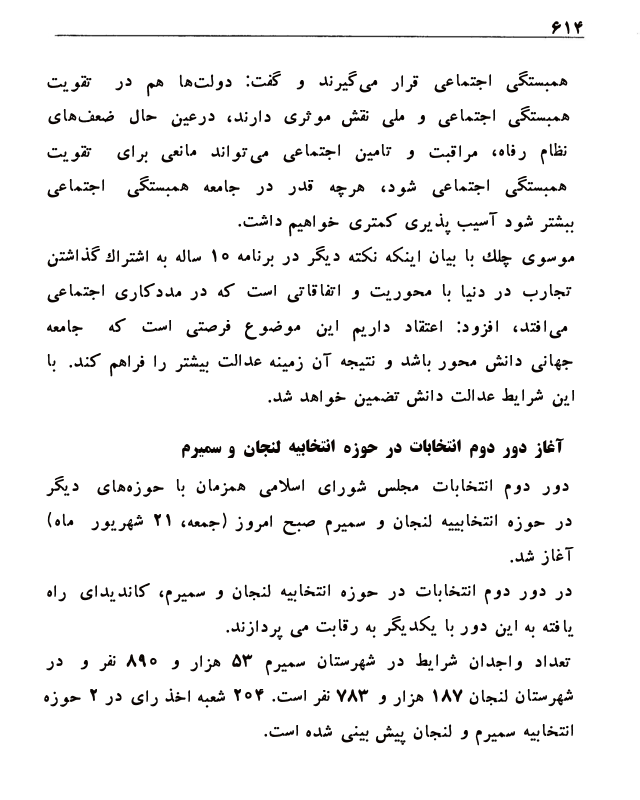 ۶۱۴
همبستگی اجتماعی قرار می‌گیرند و گفت: دولت‌ها هم در تقویت
همبستگی اجتماعی و ملی نقش موثری دارند، درعین حال ضعف‌های
نظام رفاه، مراقبت و تامین اجتماعی می‌تواند مانعی برای تقویت
همبستگی اجتماعی شود، هرچه قدر در جامعه همبستگی اجتماعی
بیشتر شود آسیب پذیری کمتری خواهیم داشت.
موسوی چلك با بیان اینکه نکته دیگر در برنامه ۱۰ ساله به اشتراك گذاشتن
تجارب در دنیا با محوریت و اتفاقاتی است که در مددکاری اجتماعی
می‌افتد، افزود: اعتقاد داریم این موضوع فرصتی است که جامعه
جهانی دانش محور باشد و نتیجه آن زمینه عدالت بیشتر را فراهم کند. با
این شرایط عدالت دانش تضمین خواهد شد.
آغاز دور دوم انتخابات در حوزه انتخابیه لنجان و سمیرم
دور دوم انتخابات مجلس شورای اسلامی همزمان با حوزه‌های دیگر
در حوزه انتخابییه لنجان و سمیرم صبح امروز (جمعه، ۲۱ شهریور ماه)
آغاز شد.
در دور دوم انتخابات در حوزه انتخابیه لنجان و سمیرم، کاندیدای راه
یافته به این دور با یکدیگر به رقابت می پردازند.
تعداد واجدان شرایط در شهرستان سمیرم ۵۳ هزار و ۸۹۰ نفر و در
شهرستان لنجان ۱۸۷ هزار و ۷۸۳ نفر است. ۲۰۴ شعبه اخذ رای در ۲ حوزه
انتخابیه سمیرم و لنجان پیش بینی شده است.